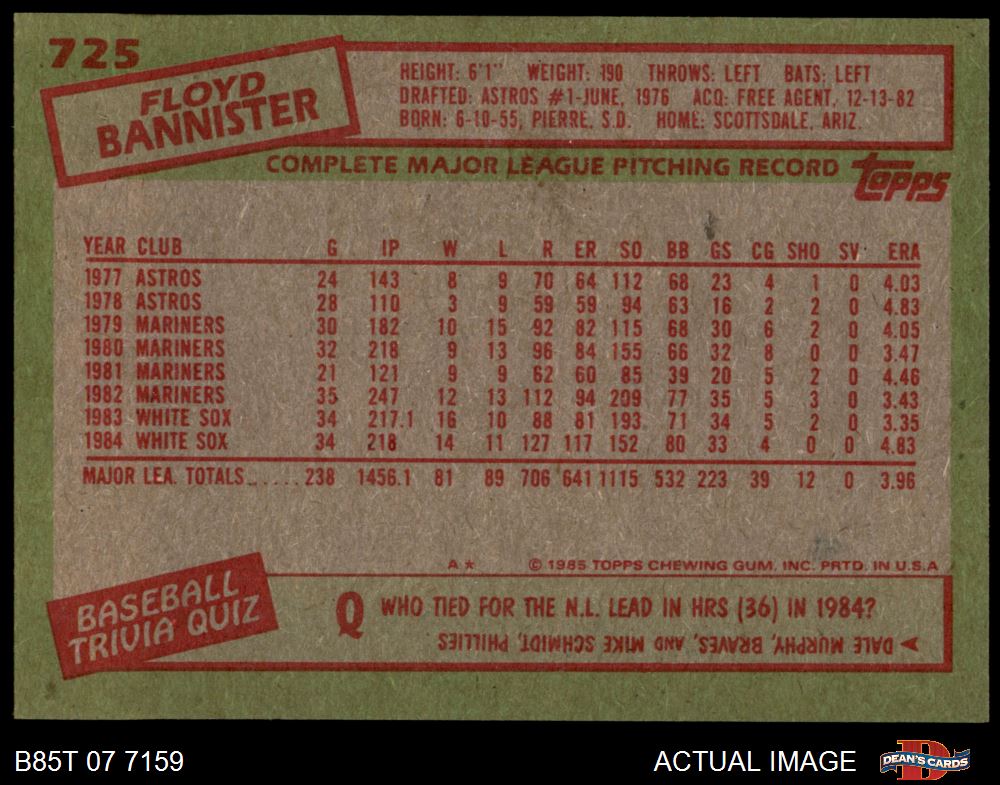 725
FLOYD
BANNISTER
HEIGHT: 6'1" WEIGHT: 190 THROWS: LEFT BATS: LEFT
DRAFTED: ASTROS #1-JUNE, 1976 ACQ: FREE AGENT, 12-13-82
BORN: 6-10-55, PIERRE, S.D. HOME: SCOTTSDALE, ARIZ.
COMPLETE MAJOR LEAGUE PITCHING RECORD
Topps
YEAR CLUB G IP W L R ER SO BB GS CG SHO SV ERA
1977 ASTROS 24 143 8 9 70 64 112 68 23 4 1 0 4.03
1978 ASTROS 28 110 3 9 59 59 94 63 16 2 2 0 4.83
1979 MARINERS 30 182 10 15 92 82 115 68 30 6 2 0 4.05
1980 MARINERS 32 218 9 13 96 84 155 66 32 8 0 0 3.47
1981 MARINERS 21 121 9 9 62 60 85 39 20 5 2 0 4.46
1982 MARINERS 35 247 12 13 112 94 209 77 35 5 3 0 3.43
1983 WHITE SOX 34 217.1 16 10 88 81 193 71 34 5 2 0 3.35
1984 WHITE SOX 34 218 14 11 127 117 152 80 33 4 0 0 4.83
MAJOR LEA. TOTALS...... 238 1456.1 81 89 706 641 1115 532 223 39 12 0 3.96
A* © 1985 TOPPS CHEWING GUM, INC. PRTD. IN U.S.A
BASEBALL
TRIVIA QUIZ
Q WHO TIED FOR THE N.L. LEAD IN HRS (36) IN 1984?
DALE MURPHY, BRAVES, AND MIKE SCHMIDT, PHILLIES
B85T 07 7159
ACTUAL IMAGE
D
DEAN'S CARDS